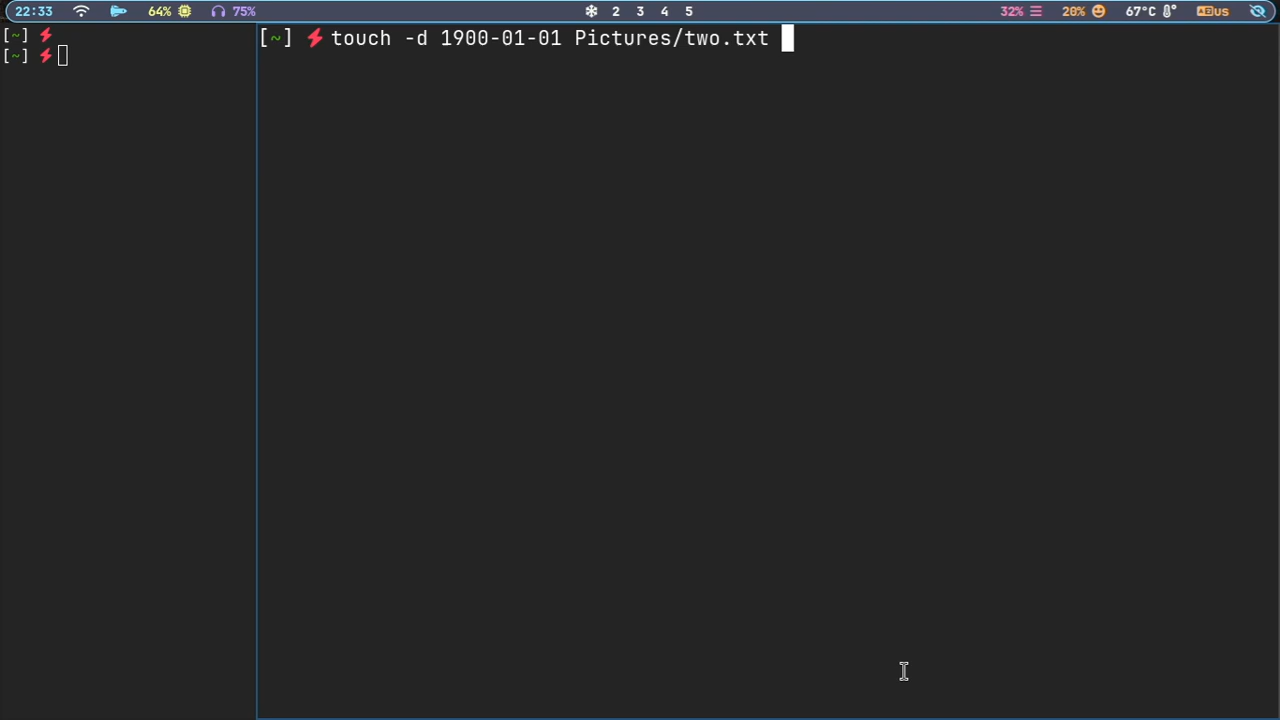 22:33 64% 75% 2 3 4 5 32% 20% 67°C us
[~]
[~]
[~] touch -d 1900-01-01 Pictures/two.txt